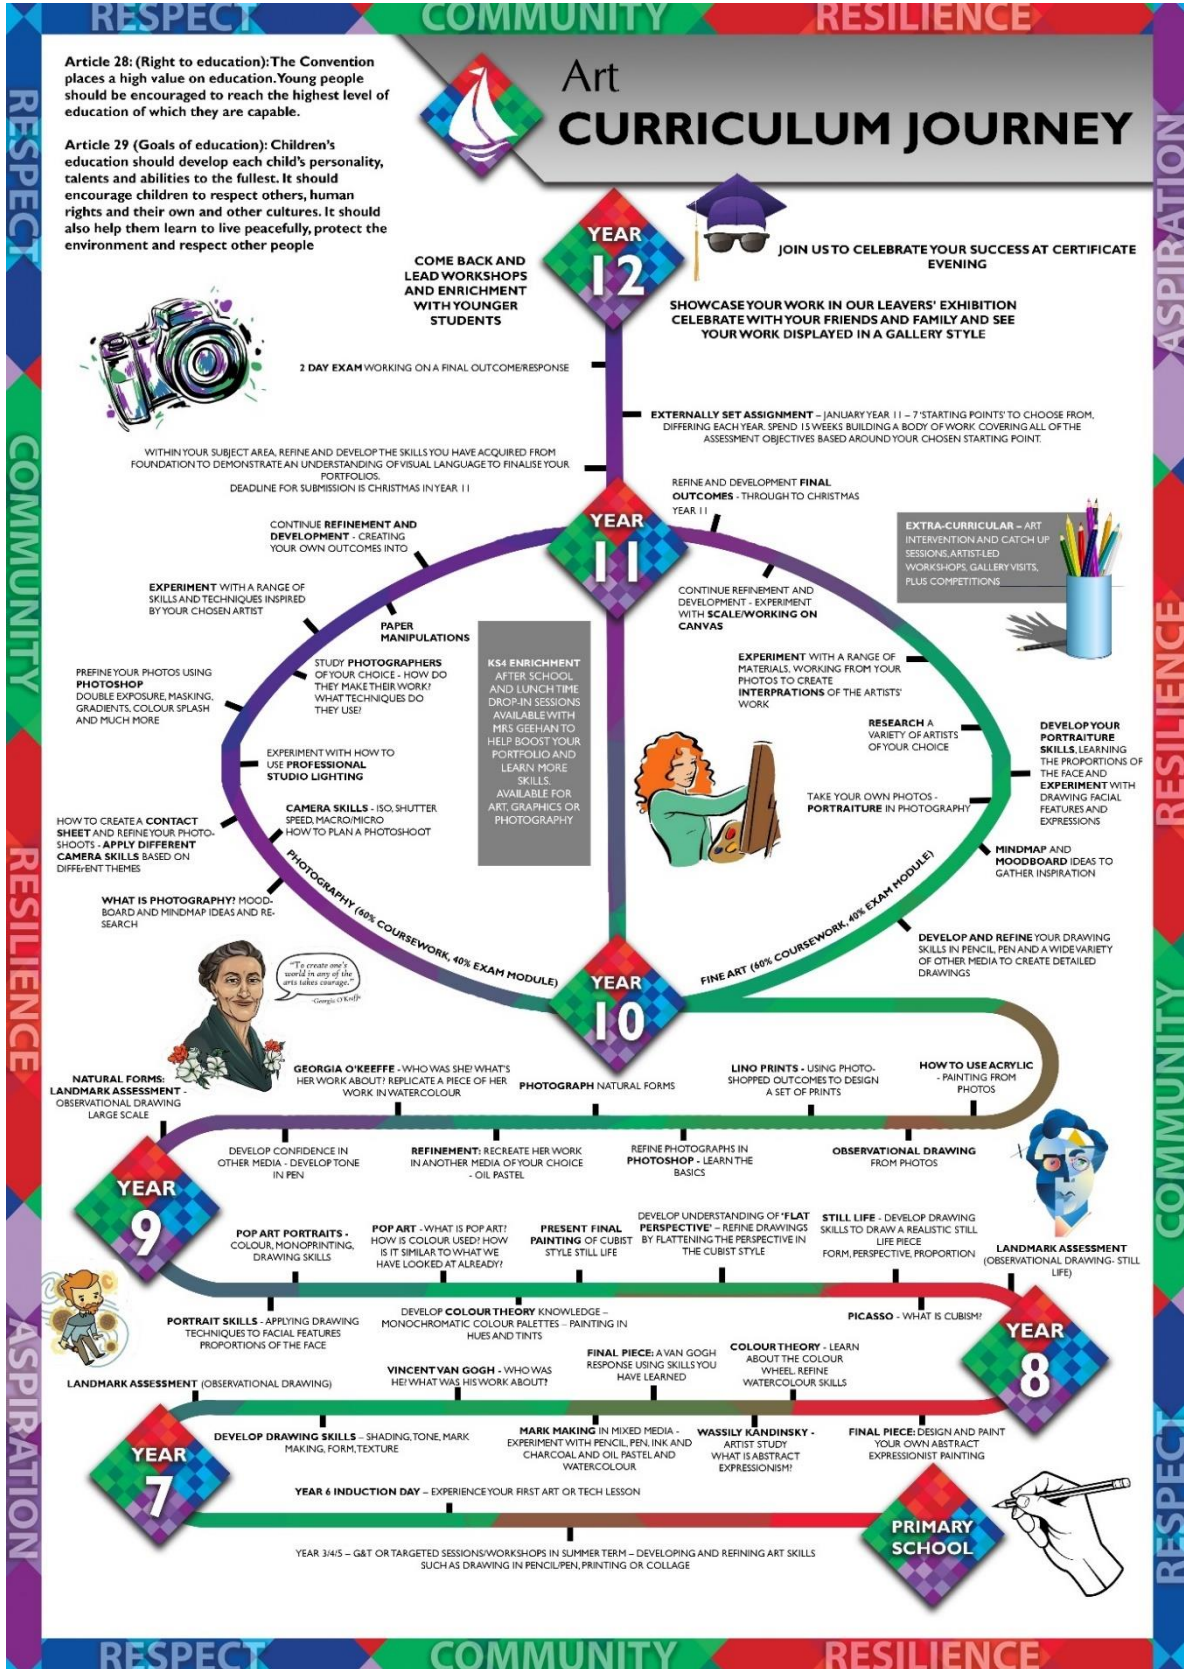 RESPECT
COMMUNITY
RESILIENCE
Article 28: (Right to education): The Convention
places a high value on education. Young people
should be encouraged to reach the highest level of
education of which they are capable.
Article 29 (Goals of education): Children's
education should develop each child's personality,
talents and abilities to the fullest. It should
encourage children to respect others, human
rights and their own and other cultures. It should
also help them learn to live peacefully, protect the
environment and respect other people
Art
CURRICULUM JOURNEY
YEAR
12
COME BACK AND
LEAD WORKSHOPS
AND ENRICHMENT
WITH YOUNGER
STUDENTS
JOIN US TO CELEBRATE YOUR SUCCESS AT CERTIFICATE
EVENING
SHOWCASE YOUR WORK IN OUR LEAVERS' EXHIBITION
CELEBRATE WITH YOUR FRIENDS AND FAMILY AND SEE
YOUR WORK DISPLAYED IN A GALLERY STYLE
2 DAY EXAM WORKING ON A FINAL OUTCOME/RESPONSE
EXTERNALLY SET ASSIGNMENT – JANUARY YEAR 11 – 7 'STARTING POINTS' TO CHOOSE FROM,
DIFFERING EACH YEAR. SPEND 15 WEEKS BUILDING A BODY OF WORK COVERING ALL OF THE
ASSESSMENT OBJECTIVES BASED AROUND YOUR CHOSEN STARTING POINT.
WITHIN YOUR SUBJECT AREA, REFINE AND DEVELOP THE SKILLS YOU HAVE ACQUIRED FROM
FOUNDATION TO DEMONSTRATE AN UNDERSTANDING OF VISUAL LANGUAGE TO FINALISE YOUR
PORTFOLIOS.
DEADLINE FOR SUBMISSION IS CHRISTMAS IN YEAR 11
REFINE AND DEVELOPMENT FINAL
OUTCOMES - THROUGH TO CHRISTMAS
YEAR 11
YEAR
11
CONTINUE REFINEMENT AND
DEVELOPMENT - CREATING
YOUR OWN OUTCOMES INTO
EXTRA-CURRICULAR – ART
INTERVENTION AND CATCH UP
SESSIONS, ARTIST-LED
WORKSHOPS, GALLERY VISITS,
PLUS COMPETITIONS
EXPERIMENT WITH A RANGE OF
SKILLS AND TECHNIQUES INSPIRED
BY YOUR CHOSEN ARTIST
CONTINUE REFINEMENT AND
DEVELOPMENT - EXPERIMENT
WITH SCALE/WORKING ON
CANVAS
PAPER
MANIPULATIONS
KS4 ENRICHMENT
AFTER SCHOOL
AND LUNCH TIME
DROP-IN SESSIONS
AVAILABLE WITH
MRS GEEHAN TO
HELP BOOST YOUR
PORTFOLIO AND
LEARN MORE
SKILLS.
AVAILABLE FOR
ART, GRAPHICS OR
PHOTOGRAPHY
STUDY PHOTOGRAPHERS
OF YOUR CHOICE - HOW DO
THEY MAKE THEIR WORK?
WHAT TECHNIQUES DO
THEY USE?
PREFINE YOUR PHOTOS USING
PHOTOSHOP
DOUBLE EXPOSURE, MASKING,
GRADIENTS, COLOUR SPLASH
AND MUCH MORE
EXPERIMENT WITH A RANGE OF
MATERIALS, WORKING FROM YOUR
PHOTOS TO CREATE
INTERPRATIONS OF THE ARTISTS'
WORK
RESEARCH A
VARIETY OF ARTISTS
OF YOUR CHOICE
DEVELOP YOUR
PORTRAITURE
SKILLS, LEARNING
THE PROPORTIONS OF
THE FACE AND
EXPERIMENT WITH
DRAWING FACIAL
FEATURES AND
EXPRESSIONS
EXPERIMENT WITH HOW TO
USE PROFESSIONAL
STUDIO LIGHTING
TAKE YOUR OWN PHOTOS -
PORTRAITURE IN PHOTOGRAPHY
CAMERA SKILLS - ISO, SHUTTER
SPEED, MACRO/MICRO
HOW TO PLAN A PHOTOSHOOT
HOW TO CREATE A CONTACT
SHEET AND REFINE YOUR PHOTO-
SHOOTS - APPLY DIFFERENT
CAMERA SKILLS BASED ON
DIFFErENT THEMES
MINDMAP AND
MOODBOARD IDEAS TO
GATHER INSPIRATION
WHAT IS PHOTOGRAPHY? MOOD-
BOARD AND MINDMAP IDEAS AND RE-
SEARCH
PHOTOGRAPHY (60% COURSEWORK, 40% EXAM MODULE)
FINE ART (60% COURSEWORK, 40% EXAM MODULE)
DEVELOP AND REFINE YOUR DRAWING
SKILLS IN PENCIL, PEN AND A WIDE VARIETY
OF OTHER MEDIA TO CREATE DETAILED
DRAWINGS
"To create one's
world in any of the
arts takes courage."
-Georgia O'Keeffe
YEAR
10
NATURAL FORMS:
LANDMARK ASSESSMENT -
OBSERVATIONAL DRAWING
LARGE SCALE
GEORGIA O'KEEFFE - WHO WAS SHE? WHAT'S
HER WORK ABOUT? REPLICATE A PIECE OF HER
WORK IN WATERCOLOUR
PHOTOGRAPH NATURAL FORMS
LINO PRINTS - USING PHOTO-
SHOPPED OUTCOMES TO DESIGN
A SET OF PRINTS
HOW TO USE ACRYLIC
- PAINTING FROM
PHOTOS
DEVELOP CONFIDENCE IN
OTHER MEDIA - DEVELOP TONE
IN PEN
REFINEMENT: RECREATE HER WORK
IN ANOTHER MEDIA OF YOUR CHOICE
- OIL PASTEL
REFINE PHOTOGRAPHS IN
PHOTOSHOP - LEARN THE
BASICS
OBSERVATIONAL DRAWING
FROM PHOTOS
YEAR
9
POP ART PORTRAITS -
COLOUR, MONOPRINTING,
DRAWING SKILLS
POP ART - WHAT IS POP ART?
HOW IS COLOUR USED? HOW
IS IT SIMILAR TO WHAT WE
HAVE LOOKED AT ALREADY?
PRESENT FINAL
PAINTING OF CUBIST
STYLE STILL LIFE
DEVELOP UNDERSTANDING OF 'FLAT
PERSPECTIVE' – REFINE DRAWINGS
BY FLATTENING THE PERSPECTIVE IN
THE CUBIST STYLE
STILL LIFE - DEVELOP DRAWING
SKILLS TO DRAW A REALISTIC STILL
LIFE PIECE
FORM, PERSPECTIVE, PROPORTION
LANDMARK ASSESSMENT
(OBSERVATIONAL DRAWING- STILL
LIFE)
PORTRAIT SKILLS - APPLYING DRAWING
TECHNIQUES TO FACIAL FEATURES
PROPORTIONS OF THE FACE
DEVELOP COLOUR THEORY KNOWLEDGE –
MONOCHROMATIC COLOUR PALETTES – PAINTING IN
HUES AND TINTS
PICASSO - WHAT IS CUBISM?
YEAR
8
LANDMARK ASSESSMENT (OBSERVATIONAL DRAWING)
VINCENT VAN GOGH - WHO WAS
HE? WHAT WAS HIS WORK ABOUT?
FINAL PIECE: A VAN GOGH
RESPONSE USING SKILLS YOU
HAVE LEARNED
COLOUR THEORY - LEARN
ABOUT THE COLOUR
WHEEL. REFINE
WATERCOLOUR SKILLS
DEVELOP DRAWING SKILLS – SHADING, TONE, MARK
MAKING, FORM, TEXTURE
MARK MAKING IN MIXED MEDIA -
EXPERIMENT WITH PENCIL, PEN, INK AND
CHARCOAL AND OIL PASTEL AND
WATERCOLOUR
WASSILY KANDINSKY -
ARTIST STUDY
WHAT IS ABSTRACT
EXPRESSIONISM?
FINAL PIECE: DESIGN AND PAINT
YOUR OWN ABSTRACT
EXPRESSIONIST PAINTING
YEAR
7
YEAR 6 INDUCTION DAY – EXPERIENCE YOUR FIRST ART OR TECH LESSON
PRIMARY
SCHOOL
YEAR 3/4/5 – G&T OR TARGETED SESSIONS/WORKSHOPS IN SUMMER TERM – DEVELOPING AND REFINING ART SKILLS
SUCH AS DRAWING IN PENCIL/PEN, PRINTING OR COLLAGE
RESPECT
COMMUNITY
RESILIENCE
ASPIRATION
ASPIRATION
RESILIENCE
COMMUNITY
RESPECT
RESPECT
COMMUNITY
RESILIENCE